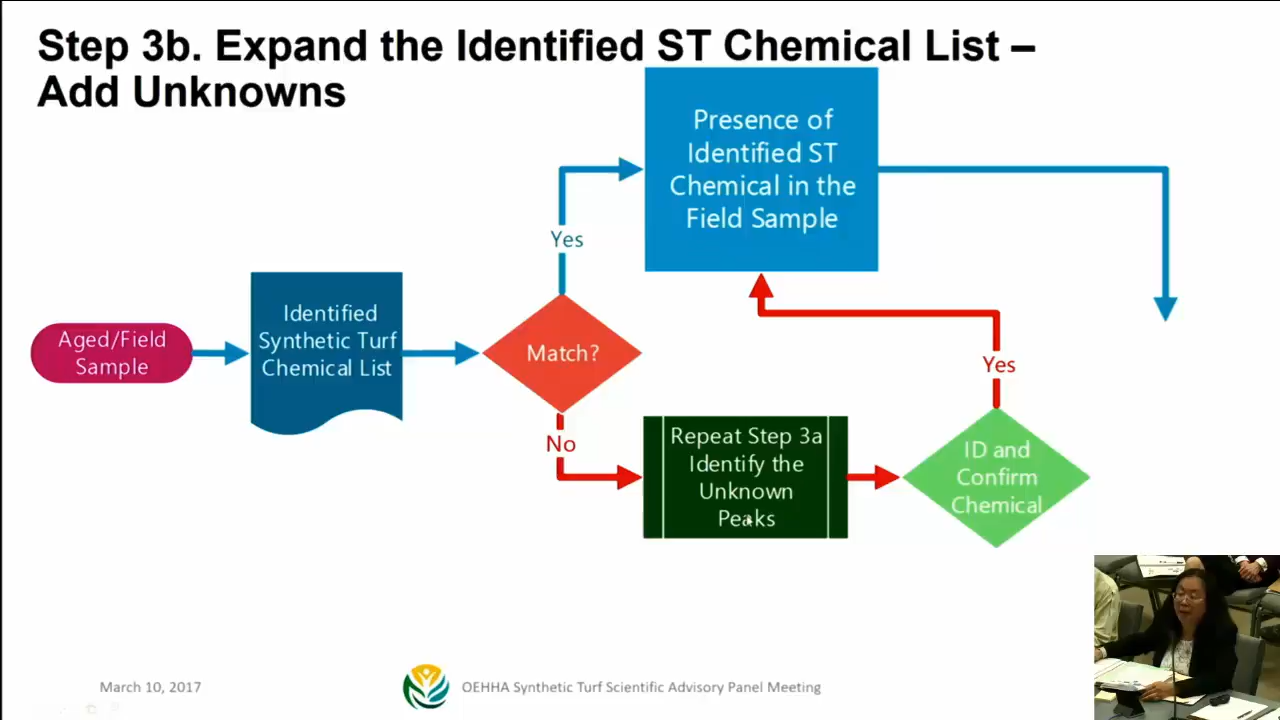 Step 3b. Expand the Identified ST Chemical List –
Add Unknowns
Presence of
Identified ST
Chemical in the
Field Sample
Yes
Identified
Synthetic Turf
Chemical List
Aged/Field
Sample
Match?
Yes
No
Repeat Step 3a
Identify the
Unknown
Peaks
ID and
Confirm
Chemical
March 10, 2017
OEHHA Synthetic Turf Scientific Advisory Panel Meeting